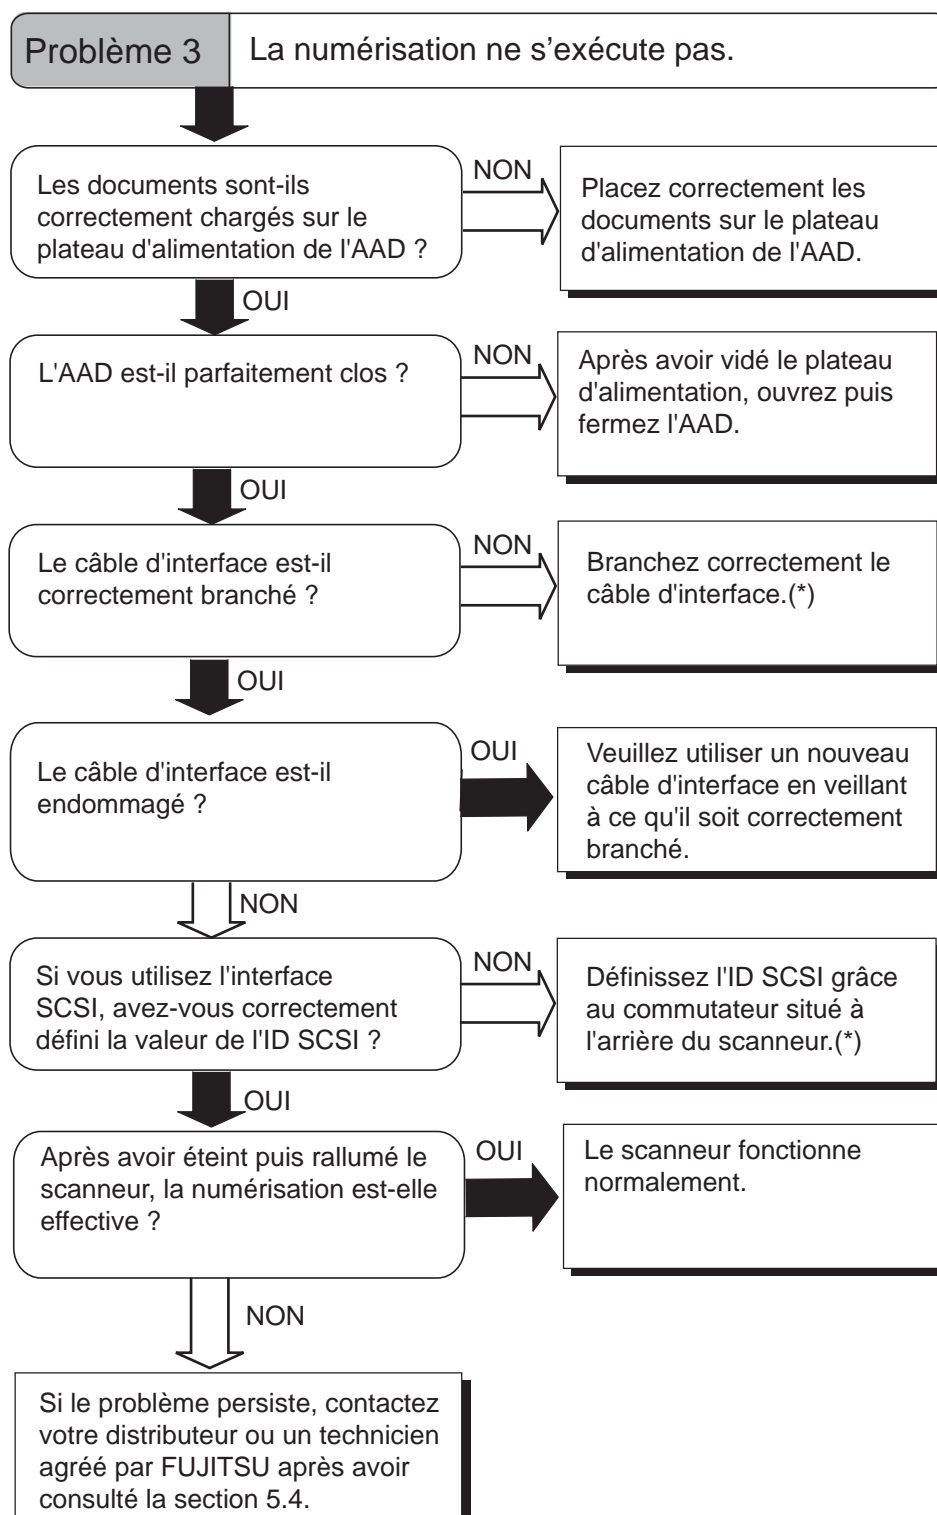 Problème 3
La numérisation ne s'exécute pas.
Les documents sont-ils
correctement chargés sur le
plateau d'alimentation de l'AAD ?
NON
Placez correctement les
documents sur le plateau
d'alimentation de l'AAD.
OUI
L'AAD est-il parfaitement clos ?
NON
Après avoir vidé le plateau
d'alimentation, ouvrez puis
fermez l'AAD.
OUI
Le câble d'interface est-il
correctement branché ?
NON
Branchez correctement le
câble d'interface.(*)
OUI
Le câble d'interface est-il
endommagé ?
OUI
Veuillez utiliser un nouveau
câble d'interface en veillant
à ce qu'il soit correctement
branché.
NON
Si vous utilisez l'interface
SCSI, avez-vous correctement
défini la valeur de l'ID SCSI ?
NON
Définissez l'ID SCSI grâce
au commutateur situé à
l'arrière du scanneur.(*)
OUI
Après avoir éteint puis rallumé le
scanneur, la numérisation est-elle
effective ?
OUI
Le scanneur fonctionne
normalement.
NON
Si le problème persiste, contactez
votre distributeur ou un technicien
agréé par FUJITSU après avoir
consulté la section 5.4.